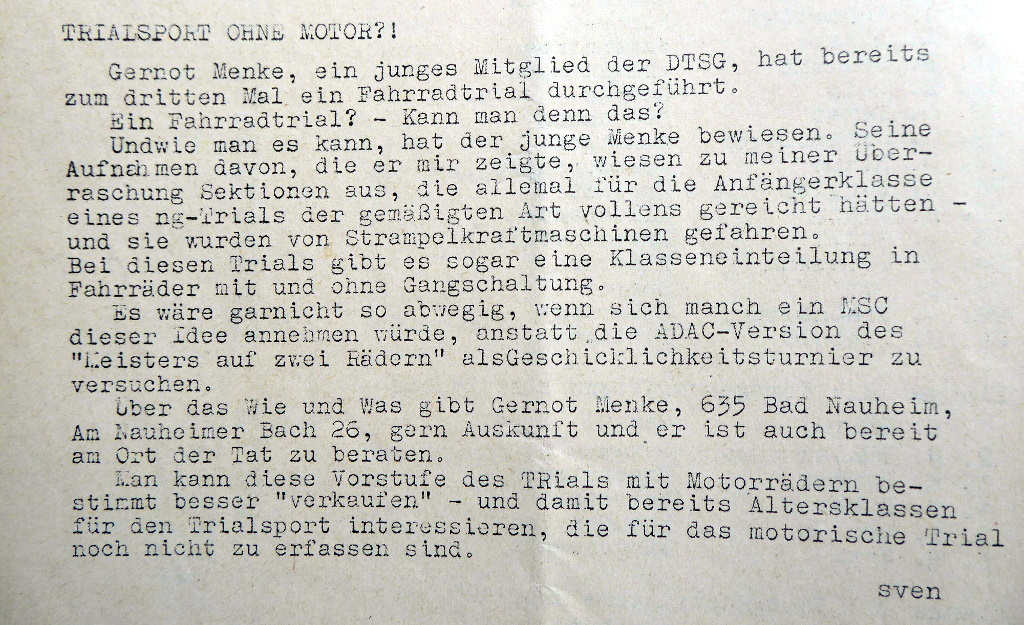 TRIALSPORT OHNE MOTOR?!
Gernot Menke, ein junges Mitglied der DTSG, hat bereits
zum dritten Mal ein Fahrradtrial durchgeführt.
Ein Fahrradtrial? - Kann man denn das?
Undwie man es kann, hat der junge Menke bewiesen. Seine
Aufnahmen davon, die er mir zeigte, wiesen zu meiner Über-
raschung Sektionen aus, die allemal für die Anfängerklasse
eines ng-Trials der gemäßigten Art vollens gereicht hätten -
und sie wurden von Strampelkraftmaschinen gefahren.
Bei diesen Trials gibt es sogar eine Klasseneinteilung in
Fahrräder mit und ohne Gangschaltung.
Es wäre garnicht so abwegig, wenn sich manch ein MSC
dieser Idee annehmen würde, anstatt die ADAC-Version des
"Meisters auf zwei Rädern" alsGeschicklichkeitsturnier zu
versuchen.
Über das Wie und Was gibt Gernot Menke, 635 Bad Nauheim,
Am Nauheimer Bach 26, gern Auskunft und er ist auch bereit
am Ort der Tat zu beraten.
Man kann diese Vorstufe des TRials mit Motorrädern be-
stimmt besser "verkaufen" - und damit bereits Altersklassen
für den Trialsport interessieren, die für das motorische Trial
noch nicht zu erfassen sind.
sven